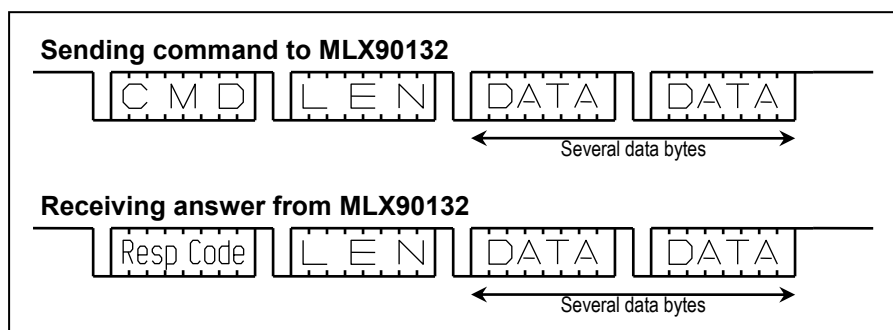 Sending command to MLX90132
CMD LEN DATA DATA
Several data bytes
Receiving answer from MLX90132
Resp Code LEN DATA DATA
Several data bytes